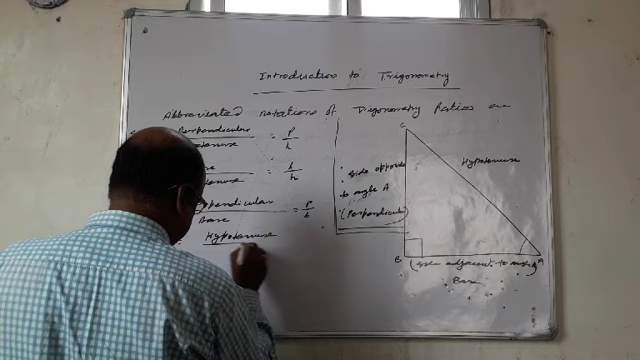 Introduction to Trigonometry
Abbreviated notations of Trigonometry Ratios are
Perpendicular = P
h
= b
h
Base
= P
b
Hypotenuse
C
Hypotenuse
side opposite
to angle A
(Perpendicular)
B
A
(side adjacent to angle A)
Base